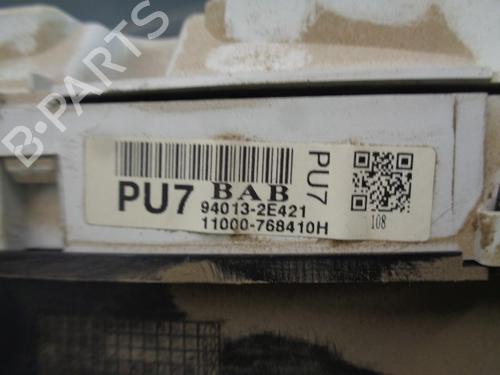 B-PARTS
PU7 BAB
94013-2E421
11000-768410H
PU7
108